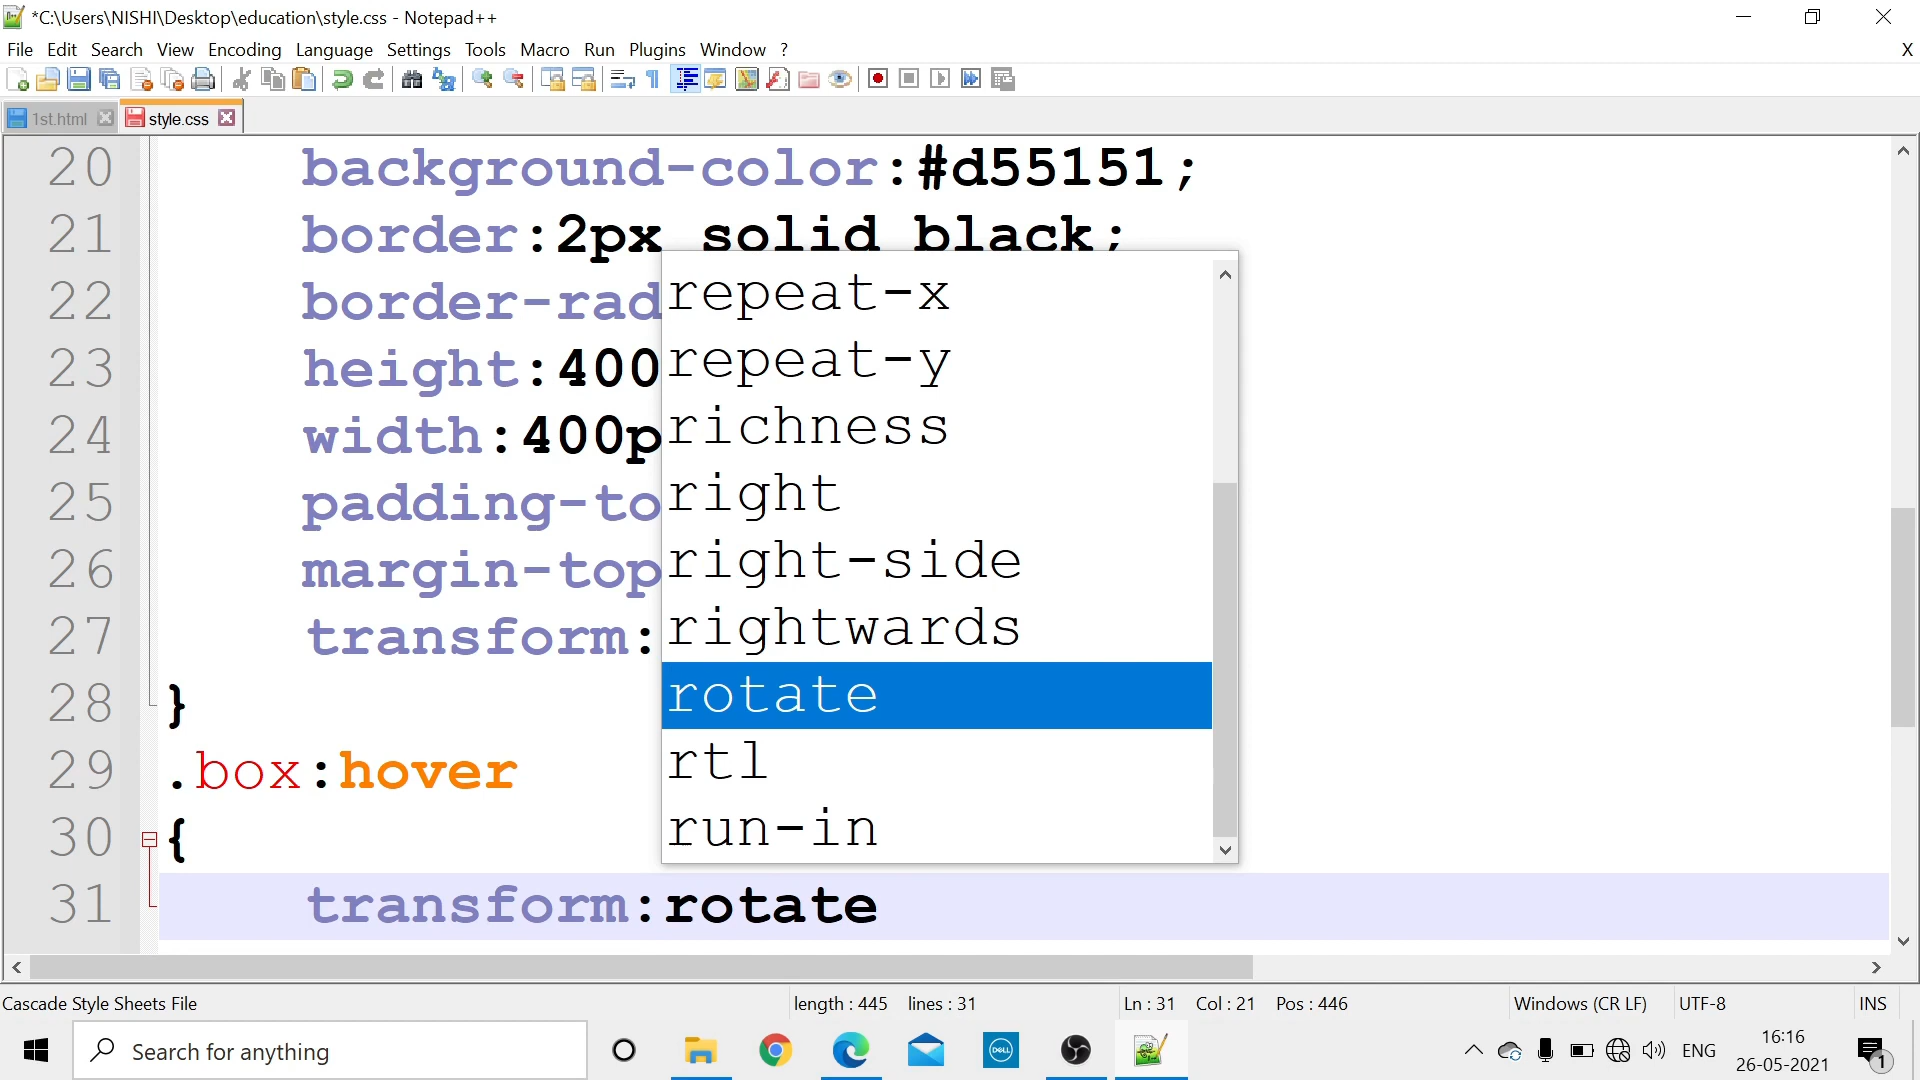 *C:\Users\NISHI\Desktop\education\style.css - Notepad++
File Edit Search View Encoding Language Settings Tools Macro Run Plugins Window ? X
1st.html style.css
20 background-color:#d55151;
21 border:2px solid black;
22 border-rad
23 height:400
24 width:400p
25 padding-to
26 margin-top
27 transform:
28 }
29 .box:hover
30 {
31 transform:rotate
repeat-x
repeat-y
richness
right
right-side
rightwards
rotate
rtl
run-in
Cascade Style Sheets File length : 445 lines : 31 Ln : 31 Col : 21 Pos : 446 Windows (CR LF) UTF-8 INS
Search for anything
DELL
ENG
16:16
26-05-2021
1